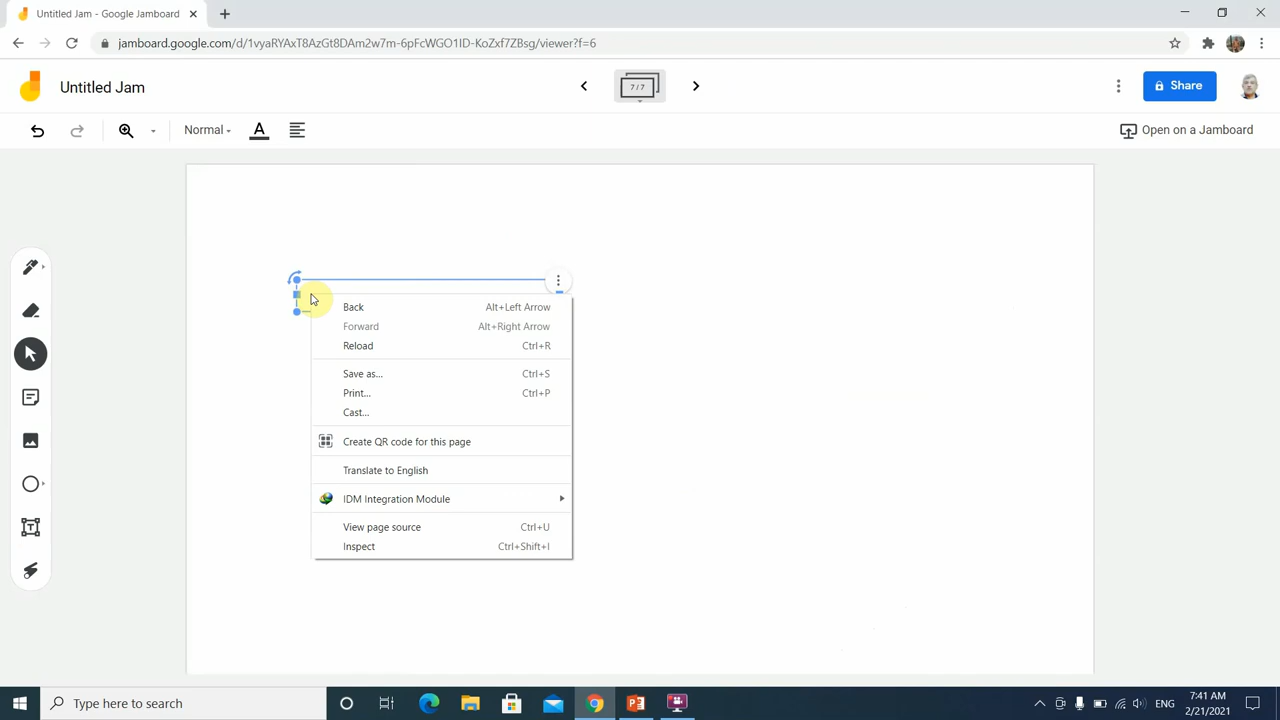 Untitled Jam - Google Jamboard
jamboard.google.com/d/1vyaRYAxT8AzGt8DAm2w7m-6pFcWGO1ID-KoZxf7ZBsg/viewer?f=6
Untitled Jam
7 / 7
Share
Normal
A
Open on a Jamboard
Back Alt+Left Arrow
Forward Alt+Right Arrow
Reload Ctrl+R
Save as... Ctrl+S
Print... Ctrl+P
Cast...
Create QR code for this page
Translate to English
IDM Integration Module
View page source Ctrl+U
Inspect Ctrl+Shift+I
T
Type here to search
ENG
7:41 AM
2/21/2021